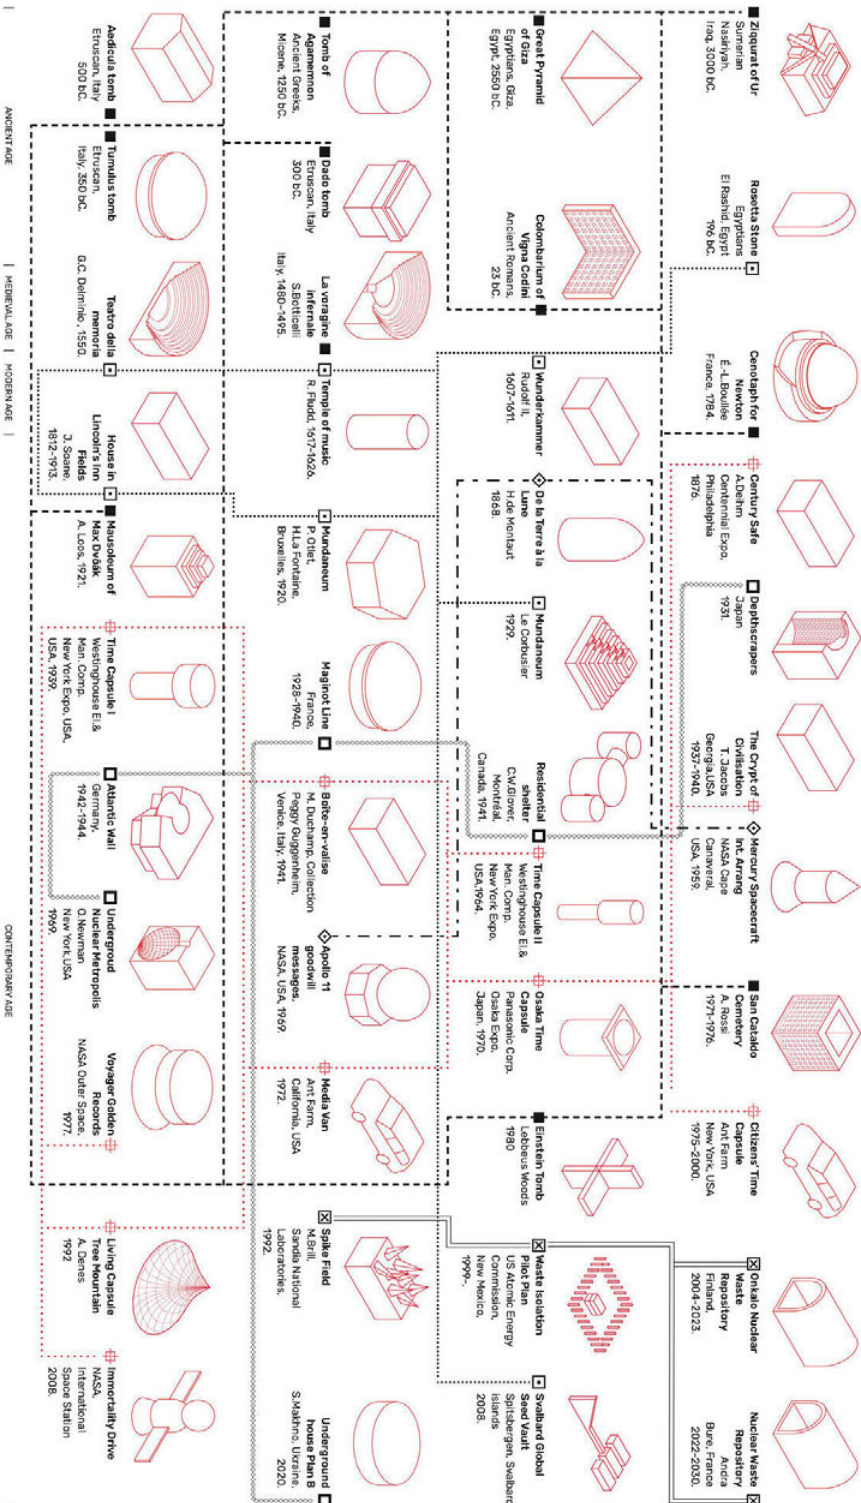 Ziqqurat of Ur
Sumerian
Nasiriyah,
Iraq, 3000 bC.
Rosetta Stone
Egyptians
El Rashid, Egypt
196 bC.
Cenotaph for
Newton
É.-L.Boullée
France, 1784.
Century Safe
A.Deihm
Centennial Expo,
Philadelphia
1876.
Depthscrapers
Japan
1931.
The Crypt of
Civilisation
T. Jacobs
Georgia,USA
1937-1940.
Mercury Spacecraft
Int. Arrang
NASA Cape
Canaveral,
USA, 1959.
San Cataldo
Cemetery
A. Rossi
1971-1976.
Citizens' Time
Capsule
Ant Farm
New York, USA
1975-2000.
Onkalo Nuclear
Waste
Repository
Finland,
2004-2023.
Nuclear Waste
Repository
Andra
Bure, France
2022-2030.
Great Pyramid
of Giza
Egyptians, Giza,
Egypt, 2550 bC.
Colombarium of
Vigna Codini
Ancient Romans,
23 bC.
Wunderkammer
Rudolf II,
1607-1611.
De la Terre à la
Lune
H.de Montaut
1868.
Mundaneum
Le Corbusier
1929.
Residential
shelter
C.W.Glover,
Montréal,
Canada, 1941.
Time Capsule II
Westinghouse El.&
Man. Comp.
New York Expo,
USA,1964.
Osaka Time
Capsule
Panasonic Corp.
Osaka Expo,
Japan, 1970.
Einstein Tomb
Lebbeus Woods
1980
Waste Isolation
Pilot Plan
US Atomic Energy
Commission,
New Mexico,
1999-.
Svalbard Global
Seed Vault
Spitsbergen, Svalbard
islands
2008.
Tomb of
Agamemnon
Ancient Greeks,
Micene, 1250 bC.
Dado tomb
Etruscan, Italy
300 bC.
La voragine
infernale
S.Botticelli
Italy, 1480-1495.
Temple of music
R. Fludd, 1617-1626.
Mundaneum
P. Otlet,
H.La Fontaine,
Bruxelles, 1920.
Maginot Line
France,
1928-1940.
Boite-en-valise
M. Duchamp, Collection
Peggy Guggenheim,
Venice, Italy, 1941.
Apollo 11
goodwill
messages,
NASA, USA, 1969.
Media Van
Ant Farm,
California, USA
1972.
Spike Field
M.Brill,
Sandia National
Laboratories,
1992.
Underground
house Plan B
S.Makhno, Ukraine,
2020.
Aedicula tomb
Etruscan, Italy
500 bC.
Tumulus tomb
Etruscan,
Italy, 350 bC.
Teatro della
memoria
G.C. Delminio, 1550.
House in
Lincoln's Inn
Fields
J. Soane,
1812-1913.
Mausoleum of
Max Dvořák
A. Loos, 1921.
Time Capsule I
Westinghouse El.&
Man. Comp.
New York Expo, USA,
USA, 1939.
Atlantic Wall
Germany,
1942-1944.
Undergroud
Nuclear Metropolis
O.Newman
New York,USA
1969.
Voyager Golden
Records
NASA Outer Space,
1977.
Living Capsule
Tree Mountain
A. Denes
1992
Immortality Drive
NASA,
International
Space Station
2008.
ANCIENT AGE
MEDIEVAL AGE
MODERN AGE
CONTEMPORARY AGE